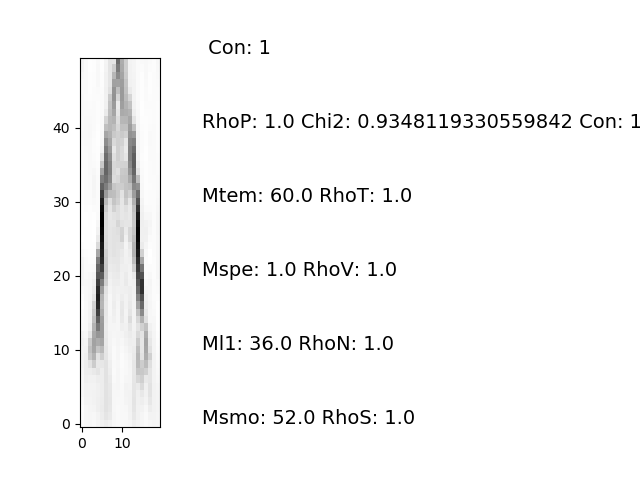 Con: 1
RhoP: 1.0 Chi2: 0.9348119330559842 Con: 1
40
Mtem: 60.0 RhoT: 1.0
30
Mspe: 1.0 RhoV: 1.0
20
Ml1: 36.0 RhoN: 1.0
10
Msmo: 52.0 RhoS: 1.0
0
0 10